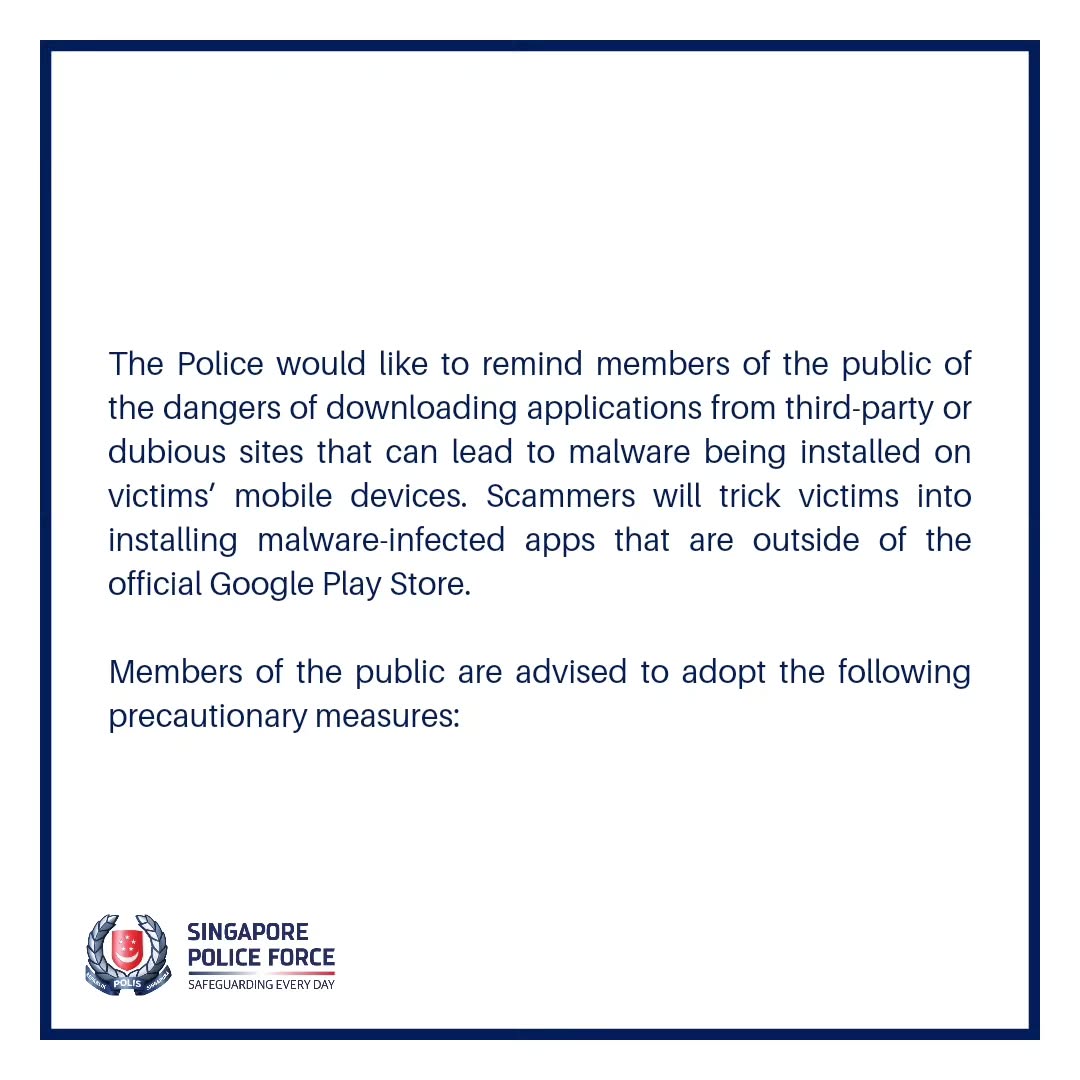 The Police would like to remind members of the public of
the dangers of downloading applications from third-party or
dubious sites that can lead to malware being installed on
victims’ mobile devices. Scammers will trick victims into
installing malware-infected apps that are outside of the
official Google Play Store.
Members of the public are advised to adopt the following
precautionary measures:
SINGAPORE
POLICE FORCE
SAFEGUARDING EVERY DAY
POLIS